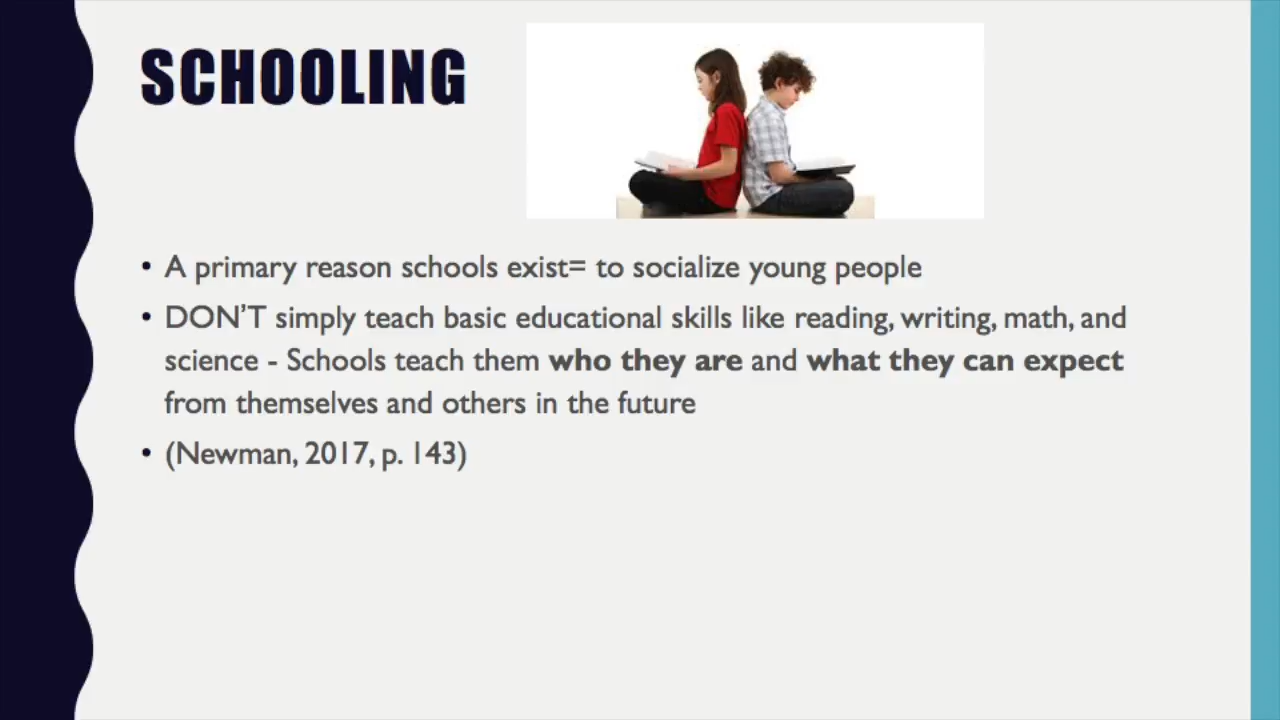 SCHOOLING
• A primary reason schools exist= to socialize young people
• DON'T simply teach basic educational skills like reading, writing, math, and
science - Schools teach them who they are and what they can expect
from themselves and others in the future
• (Newman, 2017, p. 143)